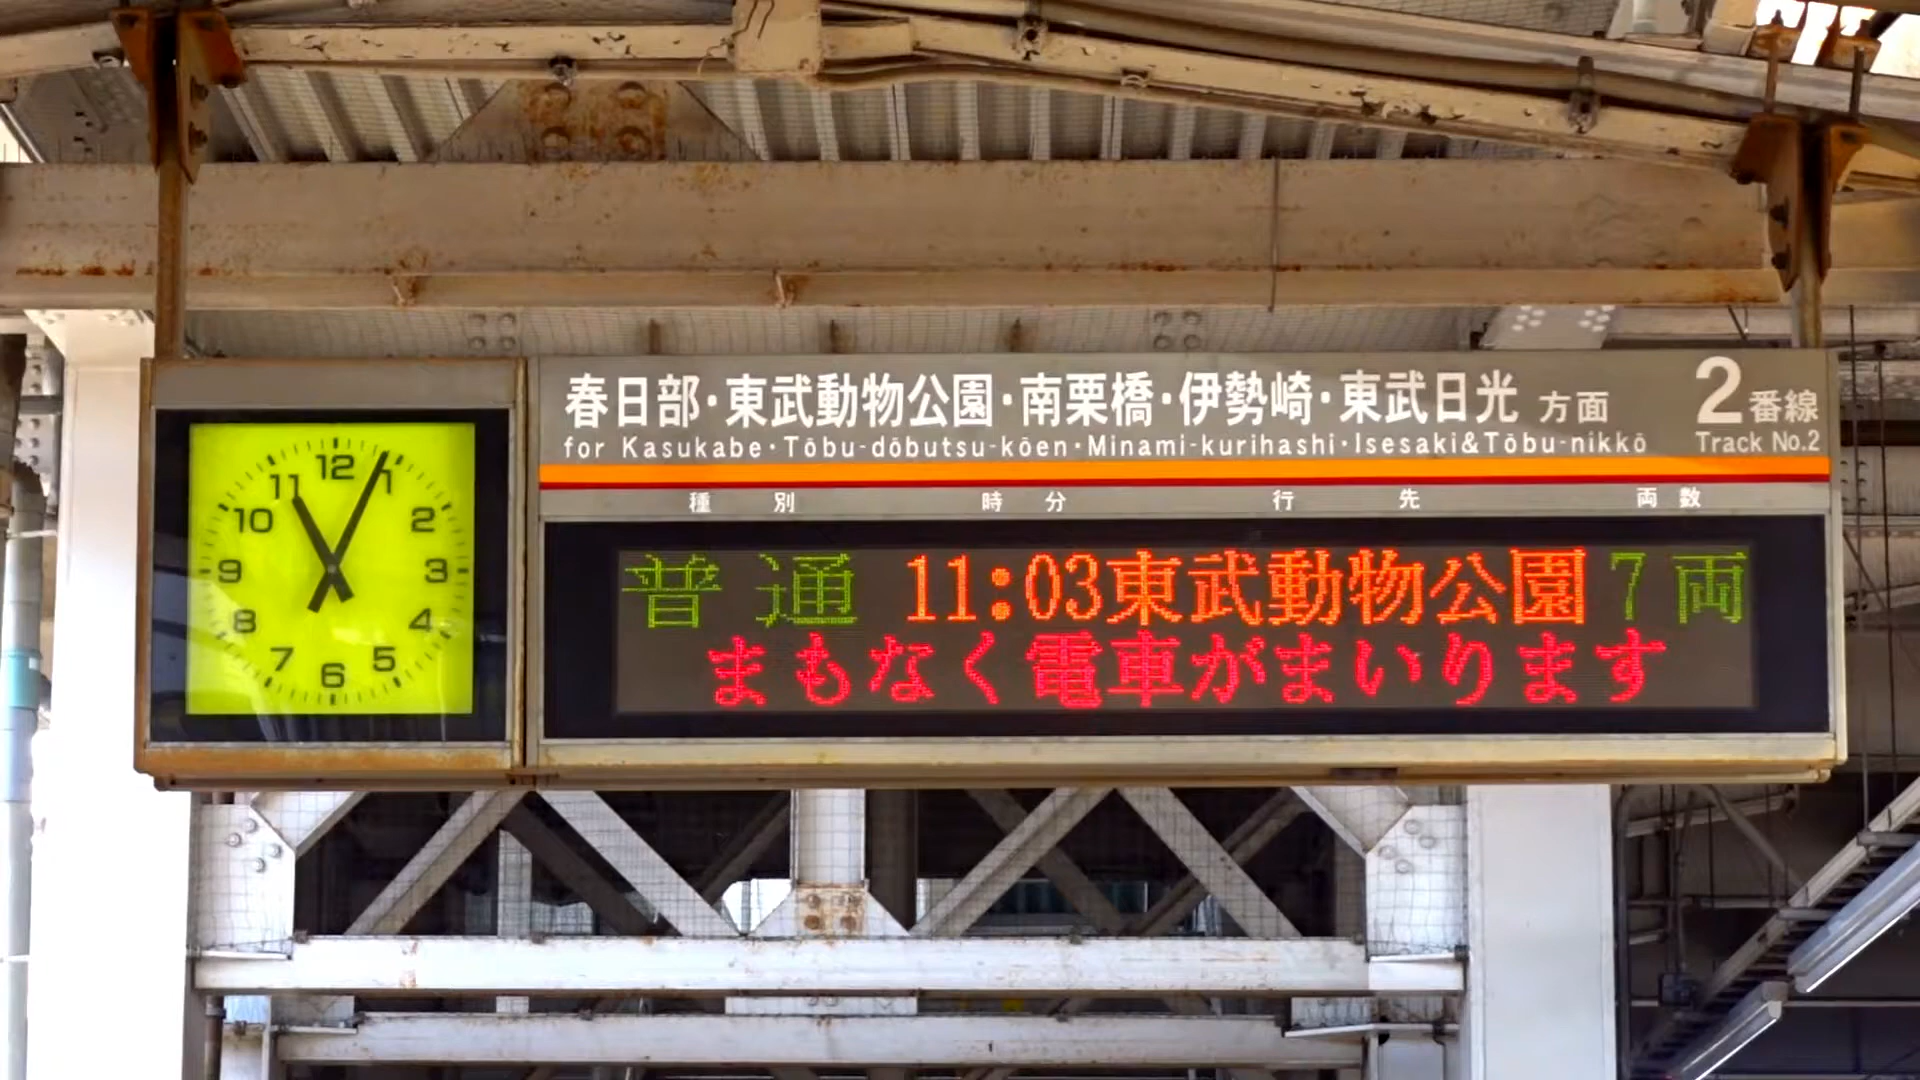 春日部・東武動物公園・南栗橋・伊勢崎・東武日光 方面 2番線
for Kasukabe・Tōbu-dōbutsu-kōen・Minami-kurihashi・Isesaki&Tōbu-nikkō Track No.2
種別 時分 行先 両数
普通 11:03 東武動物公園 7両
まもなく電車がまいります
12
1
2
3
4
5
6
7
8
9
10
11